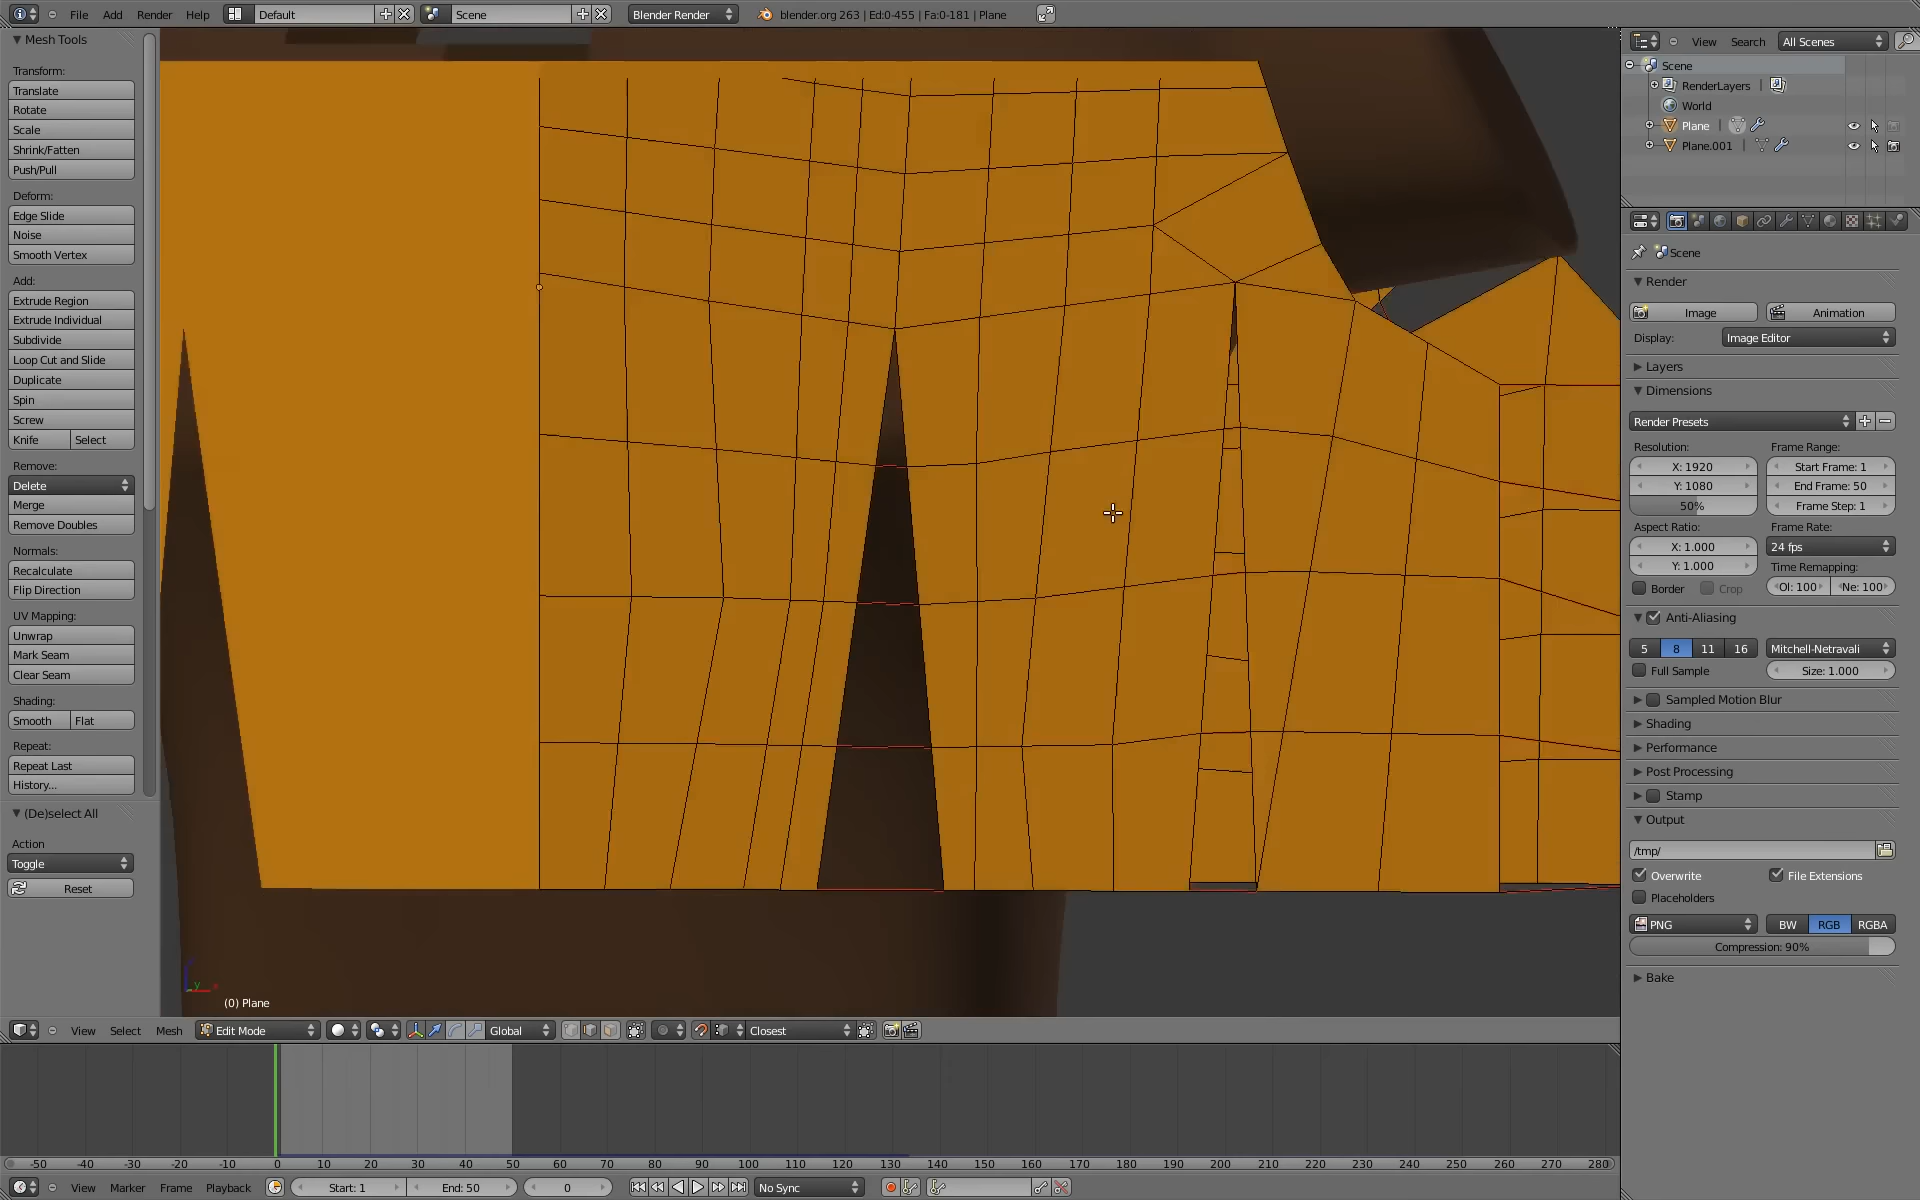 File Add Render Help Default Scene Blender Render blender.org 263 | Ed:0-455 | Fa:0-181 | Plane
Mesh Tools
Transform:
Translate
Rotate
Scale
Shrink/Fatten
Push/Pull
Deform:
Edge Slide
Noise
Smooth Vertex
Add:
Extrude Region
Extrude Individual
Subdivide
Loop Cut and Slide
Duplicate
Spin
Screw
Knife Select
Remove:
Delete
Merge
Remove Doubles
Normals:
Recalculate
Flip Direction
UV Mapping:
Unwrap
Mark Seam
Clear Seam
Shading:
Smooth Flat
Repeat:
Repeat Last
History...
(De)select All
Action
Toggle
Reset
y
(0) Plane
View Select Mesh Edit Mode Global Closest
-50 -40 -30 -20 -10 0 10 20 30 40 50 60 70 80 90 100 110 120 130 140 150 160 170 180 190 200 210 220 230 240 250 260 270 280
View Marker Frame Playback Start: 1 End: 50 0 No Sync
View Search All Scenes
Scene
RenderLayers
World
Plane
Plane.001
Scene
Render
Image Animation
Display: Image Editor
Layers
Dimensions
Render Presets
Resolution: Frame Range:
X: 1920 Start Frame: 1
Y: 1080 End Frame: 50
50% Frame Step: 1
Aspect Ratio: Frame Rate:
X: 1.000 24 fps
Y: 1.000 Time Remapping:
Border Crop Ol: 100 Ne: 100
Anti-Aliasing
5 8 11 16 Mitchell-Netravali
Full Sample Size: 1.000
Sampled Motion Blur
Shading
Performance
Post Processing
Stamp
Output
/tmp/
Overwrite File Extensions
Placeholders
PNG BW RGB RGBA
Compression: 90%
Bake